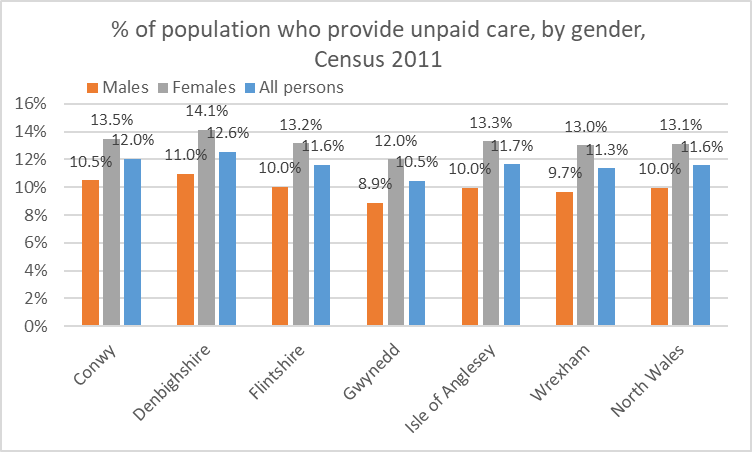 % of population who provide unpaid care, by gender,
Census 2011
Males Females All persons
16%
14%
12%
10%
8%
6%
4%
2%
0%
10.5% 13.5% 12.0%
11.0% 14.1% 12.6%
10.0% 13.2% 11.6%
8.9% 12.0% 10.5%
10.0% 13.3% 11.7%
9.7% 13.0% 11.3%
10.0% 13.1% 11.6%
Conwy
Denbighshire
Flintshire
Gwynedd
Isle of Anglesey
Wrexham
North Wales